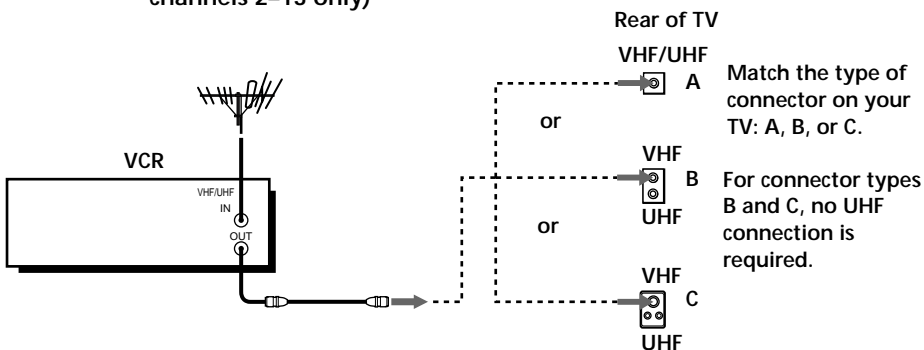 channels 2–13 only)
Rear of TV
VHF/UHF
A
Match the type of
connector on your
TV: A, B, or C.
or
VCR
VHF/UHF
IN
OUT
VHF
B
UHF
For connector types
B and C, no UHF
connection is
required.
or
VHF
C
UHF